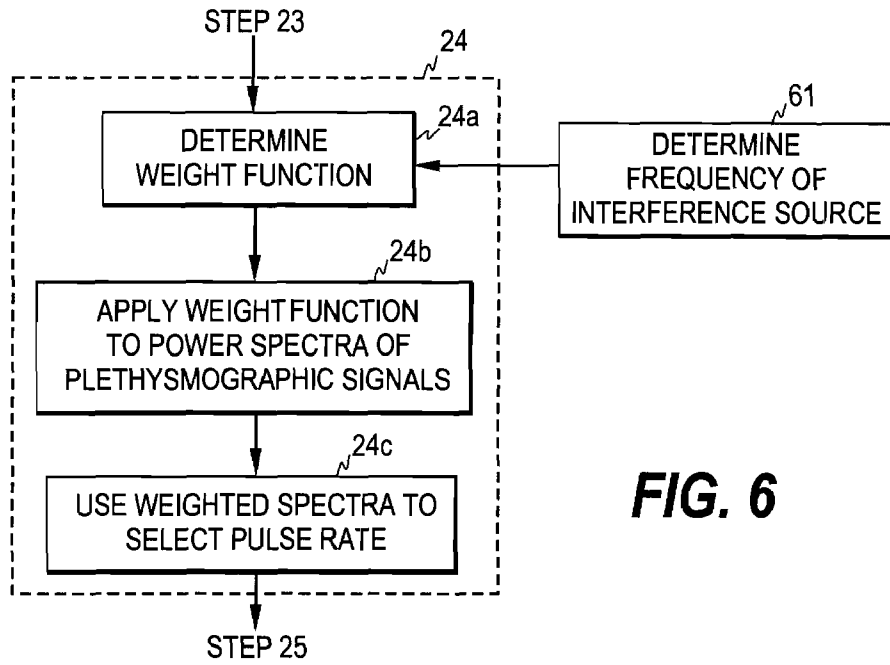 STEP 23
24
24a
DETERMINE
WEIGHT FUNCTION
61
DETERMINE
FREQUENCY OF
INTERFERENCE SOURCE
24b
APPLY WEIGHT FUNCTION
TO POWER SPECTRA OF
PLETHYSMOGRAPHIC SIGNALS
24c
USE WEIGHTED SPECTRA TO
SELECT PULSE RATE
FIG. 6
STEP 25